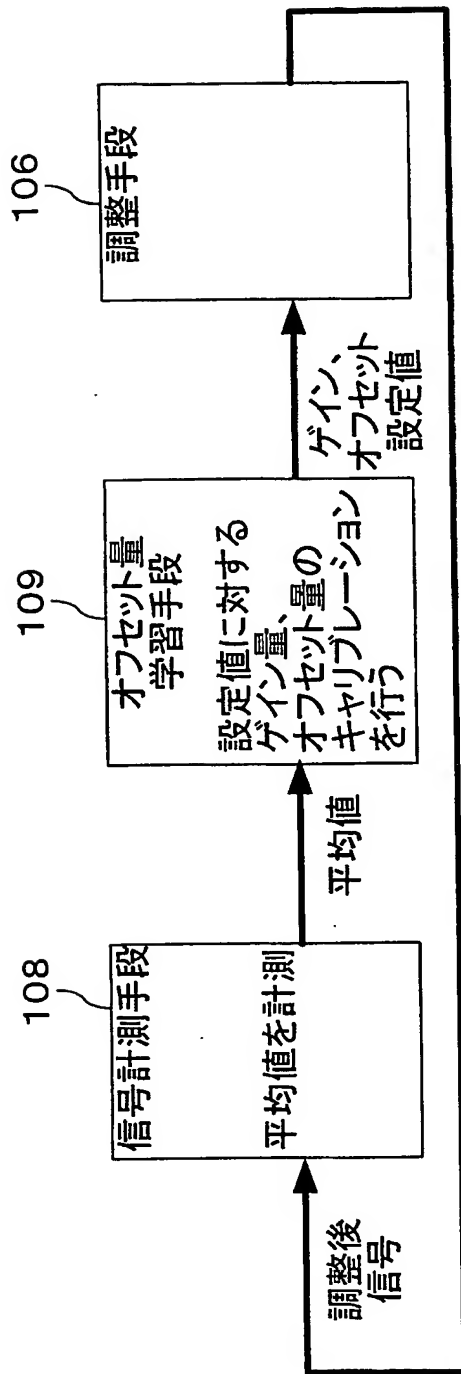 調整後
信号
108
信号計測手段
平均値を計測
平均値
109
オフセット量
学習手段
設定値に対する
ゲイン量、
オフセット量の
キャリブレーション
を行う
ゲイン、
オフセット
設定値
106
調整手段